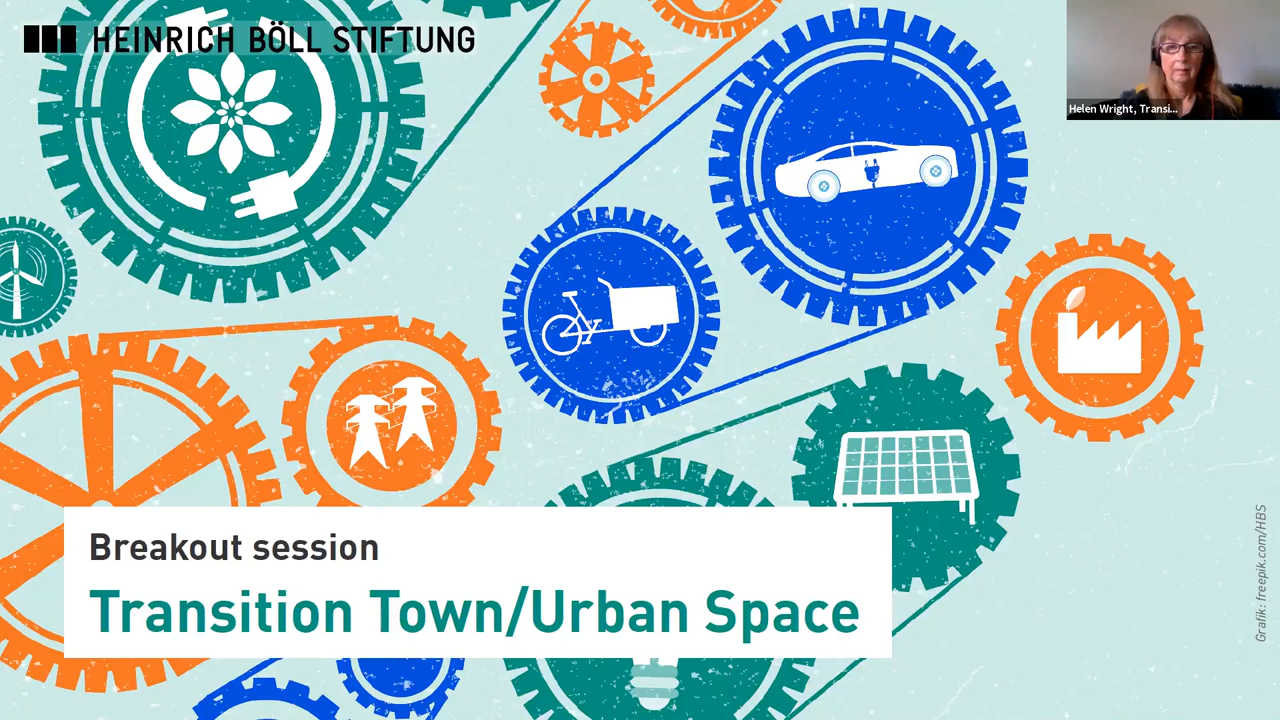 HEINRICH BÖLL STIFTUNG
Helen Wright, Transi...
Breakout session
Transition Town/Urban Space
Grafik: freepik.com/HBS